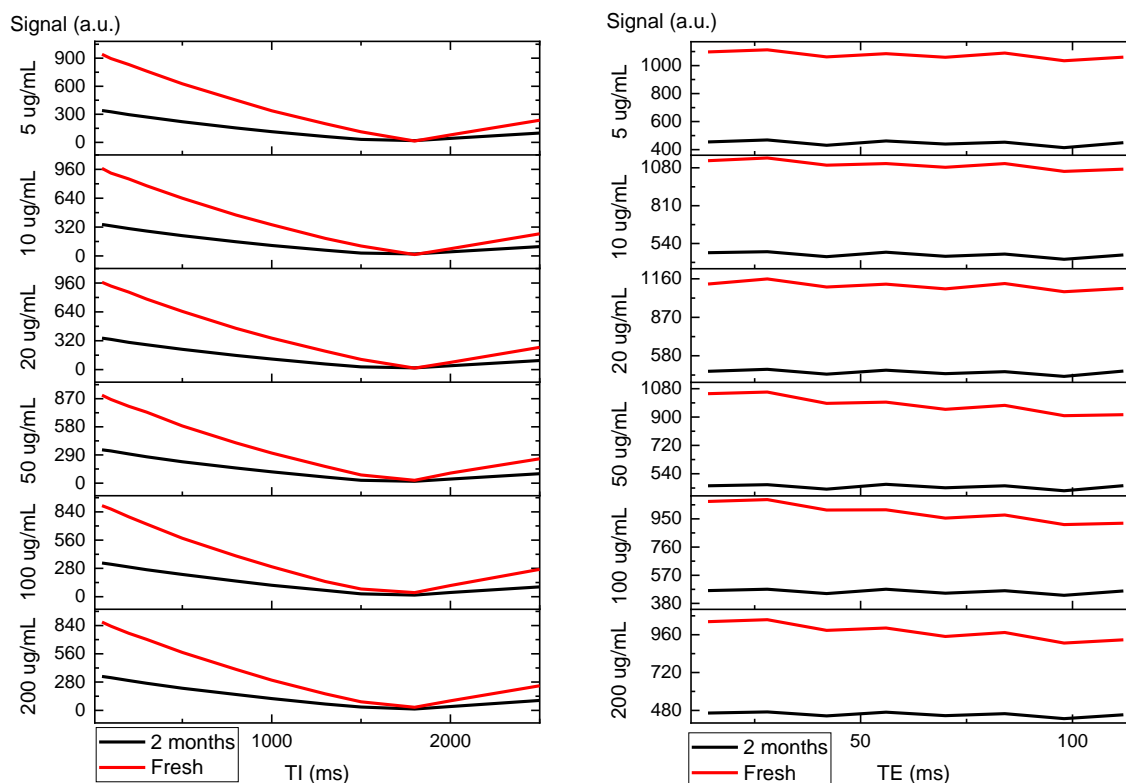 Signal (a.u.)
900
600
300
0
5 ug/mL
960
640
320
0
10 ug/mL
960
640
320
0
20 ug/mL
870
580
290
0
50 ug/mL
840
560
280
0
100 ug/mL
840
560
280
0
200 ug/mL
1000
2000
TI (ms)
2 months
Fresh
Signal (a.u.)
1000
800
600
400
5 ug/mL
1080
810
540
10 ug/mL
1160
870
580
20 ug/mL
1080
900
720
540
50 ug/mL
950
760
570
380
100 ug/mL
960
720
480
200 ug/mL
50
100
TE (ms)
2 months
Fresh